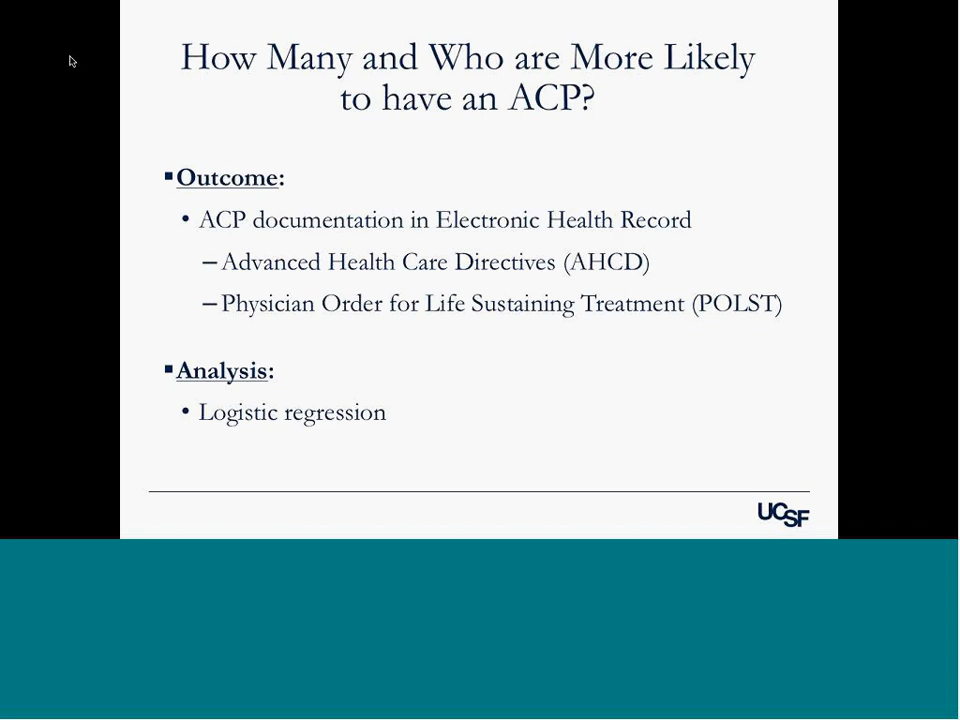 How Many and Who are More Likely
to have an ACP?
▪Outcome:
• ACP documentation in Electronic Health Record
– Advanced Health Care Directives (AHCD)
– Physician Order for Life Sustaining Treatment (POLST)
▪Analysis:
• Logistic regression
UCSF